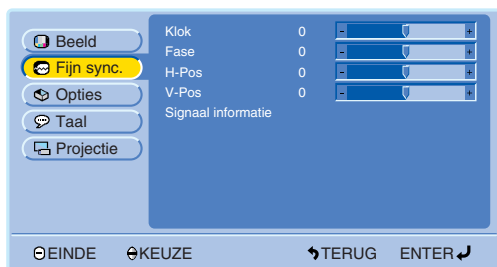 Beeld
Fijn sync.
Opties
Taal
Projectie
Klok 0 - +
Fase 0 - +
H-Pos 0 - +
V-Pos 0 - +
Signaal informatie
EINDE KEUZE TERUG ENTER